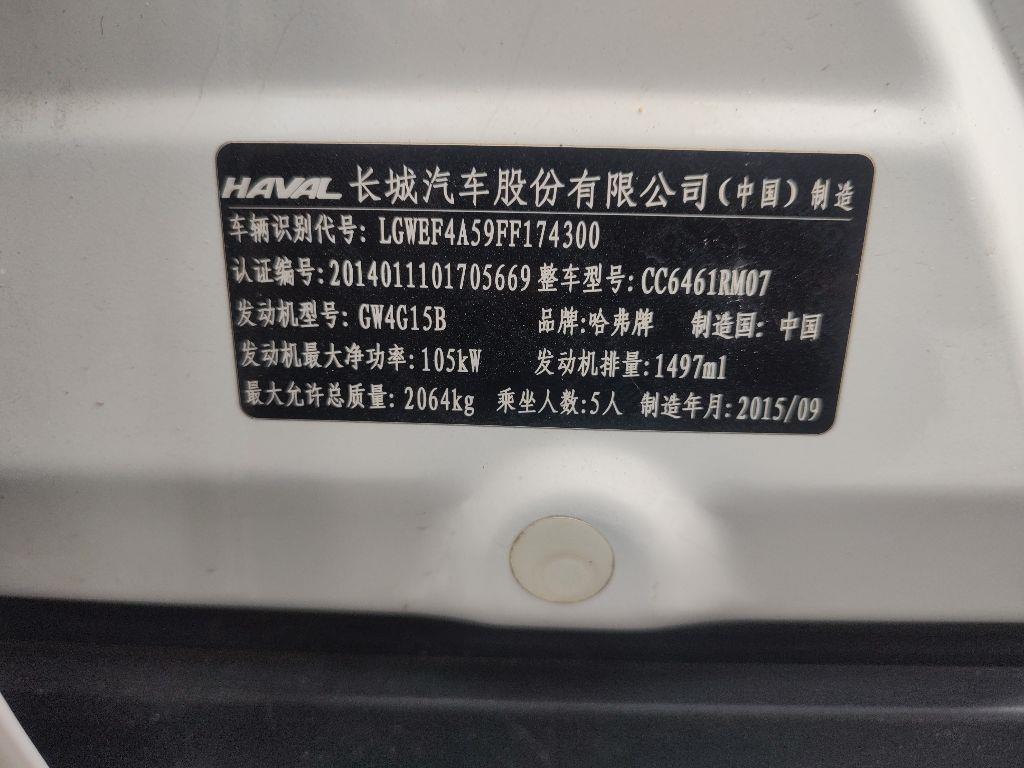 HAVAL 长城汽车股份有限公司(中国)制造
车辆识别代号: LGWEF4A59FF174300
认证编号:2014011101705669 整车型号:CC6461RM07
发动机型号: GW4G15B 品牌:哈弗牌 制造国: 中国
发动机最大净功率:105kW 发动机排量:1497ml
最大允许总质量: 2064kg 乘坐人数:5人 制造年月:2015/09